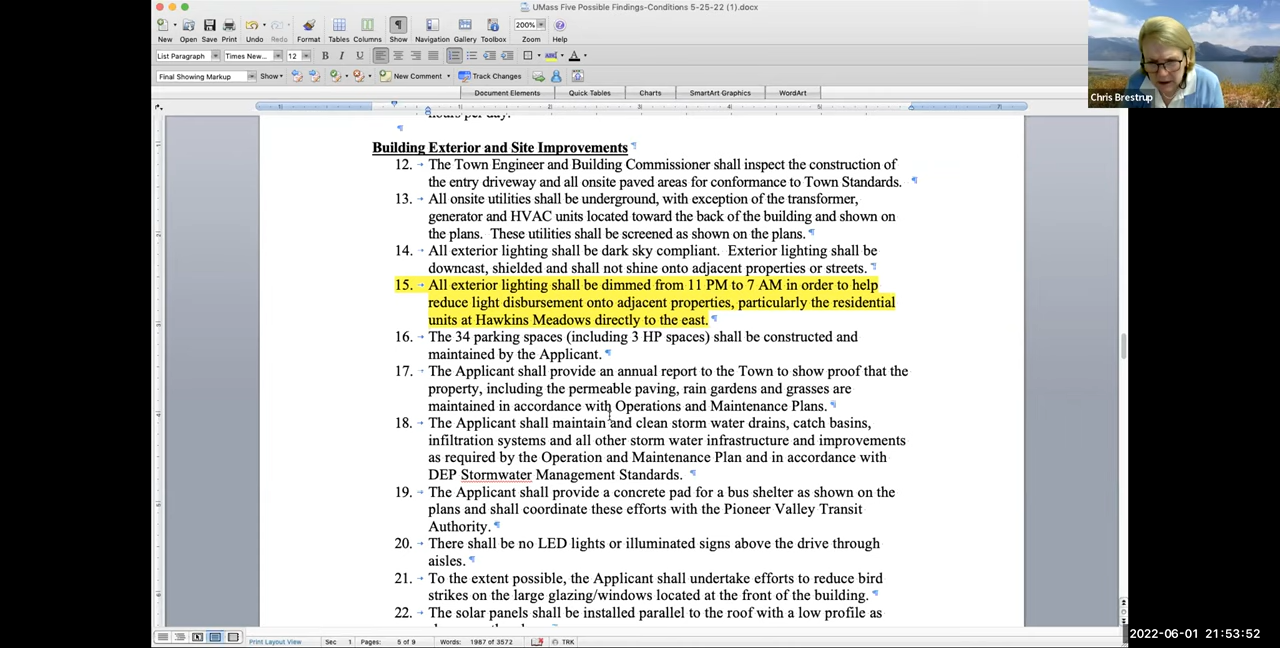 UMass Five Possible Findings-Conditions 5-25-22 (1).docx
200%
New Open Save Print Undo Redo Format Tables Columns Show Navigation Gallery Toolbox Zoom Help
List Paragraph Times New... 12 B I U
Final Showing Markup Show New Comment Track Changes
Document Elements Quick Tables Charts SmartArt Graphics WordArt
Chris Brestrup
hours per day.
Building Exterior and Site Improvements
12. The Town Engineer and Building Commissioner shall inspect the construction of
the entry driveway and all onsite paved areas for conformance to Town Standards.
13. All onsite utilities shall be underground, with exception of the transformer,
generator and HVAC units located toward the back of the building and shown on
the plans. These utilities shall be screened as shown on the plans.
14. All exterior lighting shall be dark sky compliant. Exterior lighting shall be
downcast, shielded and shall not shine onto adjacent properties or streets.
15. All exterior lighting shall be dimmed from 11 PM to 7 AM in order to help
reduce light disbursement onto adjacent properties, particularly the residential
units at Hawkins Meadows directly to the east.
16. The 34 parking spaces (including 3 HP spaces) shall be constructed and
maintained by the Applicant.
17. The Applicant shall provide an annual report to the Town to show proof that the
property, including the permeable paving, rain gardens and grasses are
maintained in accordance with Operations and Maintenance Plans.
18. The Applicant shall maintain and clean storm water drains, catch basins,
infiltration systems and all other storm water infrastructure and improvements
as required by the Operation and Maintenance Plan and in accordance with
DEP Stormwater Management Standards.
19. The Applicant shall provide a concrete pad for a bus shelter as shown on the
plans and shall coordinate these efforts with the Pioneer Valley Transit
Authority.
20. There shall be no LED lights or illuminated signs above the drive through
aisles.
21. To the extent possible, the Applicant shall undertake efforts to reduce bird
strikes on the large glazing/windows located at the front of the building.
22. The solar panels shall be installed parallel to the roof with a low profile as
Print Layout View Sec 1 Pages: 5 of 9 Words: 1987 of 3572 TRK
2022-06-01 21:53:52